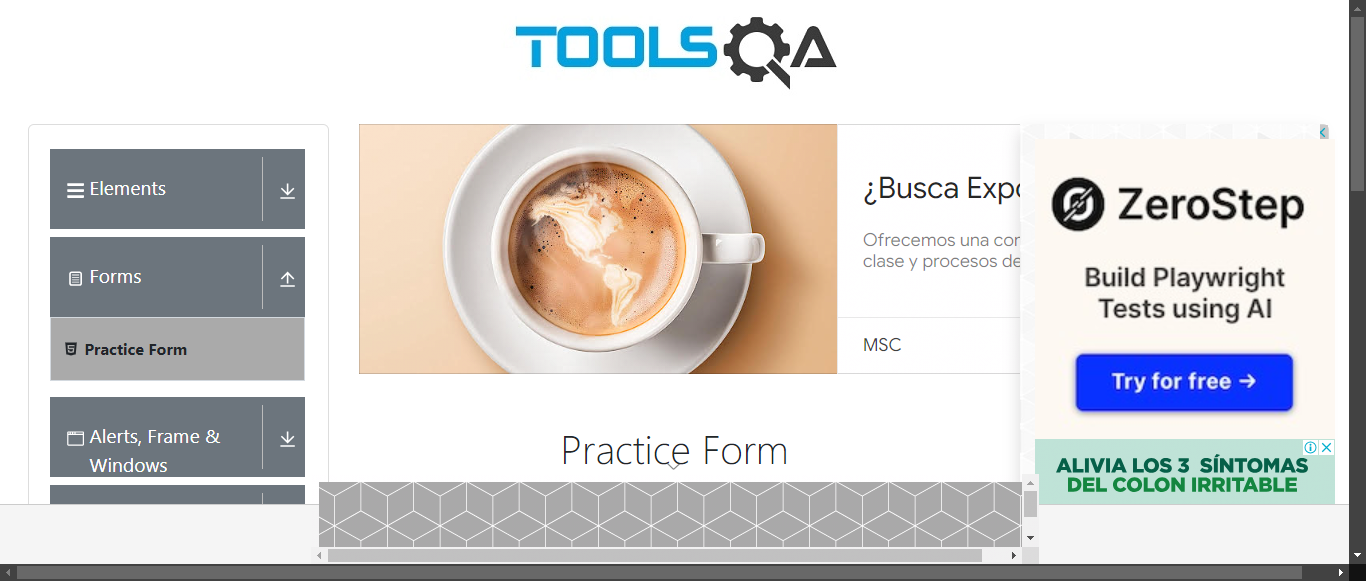 TOOLSQA
Elements
Forms
Practice Form
Alerts, Frame &
Windows
¿Busca Expo
Ofrecemos una con
clase y procesos de
MSC
Practice Form
ZeroStep
Build Playwright
Tests using AI
Try for free →
ALIVIA LOS 3 SÍNTOMAS
DEL COLON IRRITABLE